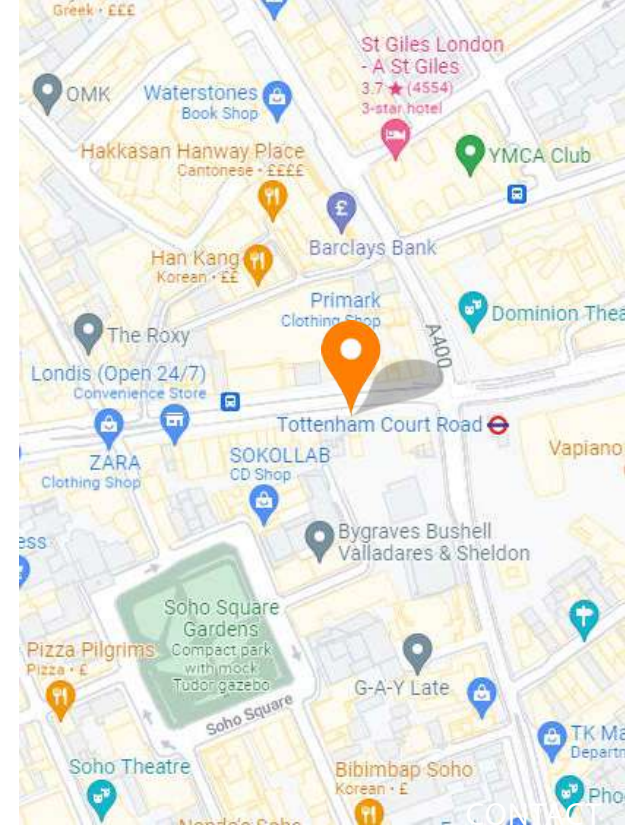 Greek · £££
St Giles London
- A St Giles
3.7 ★ (4554)
3-star hotel
OMK
Waterstones
Book Shop
Hakkasan Hanway Place
Cantonese · ££££
YMCA Club
£
Barclays Bank
Han Kang
Korean · ££
Primark
Clothing Shop
Dominion Thea
A400
The Roxy
Londis (Open 24/7)
Convenience Store
Tottenham Court Road
ZARA
Clothing Shop
SOKOLLAB
CD Shop
Vapiano
Bygraves Bushell
Valladares & Sheldon
ess
Soho Square
Gardens
Compact park
with mock
Tudor gazebo
Pizza Pilgrims
Pizza · £
G-A-Y Late
Soho Square
TK Ma
Departm
Soho Theatre
Bibimbap Soho
Korean · £
Pho
CONTACT